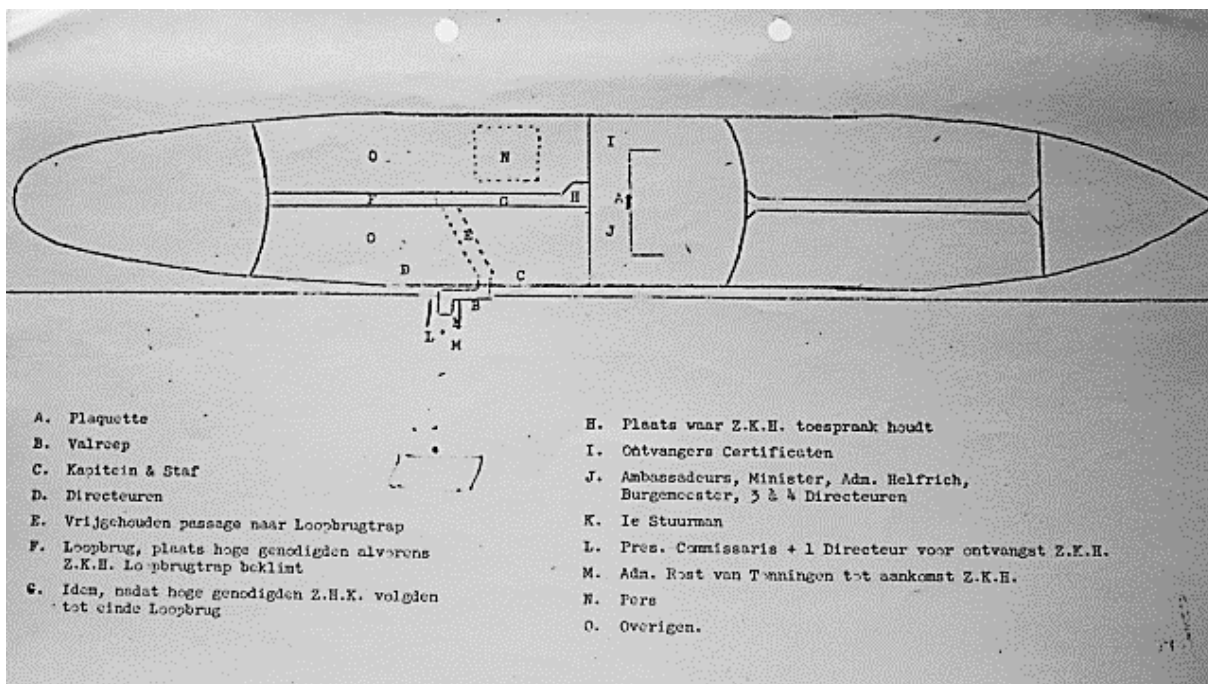 I
O
N
A
H
F
G
J
O
E
D
C
B
L
M
A. Plaquette
B. Valreep
C. Kapitein & Staf
D. Directeuren
E. Vrijgehouden passage naar Loopbrugtrap
F. Loopbrug, plaats hoge genodigden alvorens
Z.K.H. Loopbrugtrap beklimt
G. Idem, nadat hoge genodigden Z.H.K. volgden
tot einde Loopbrug
H. Plaats waar Z.K.H. toespraak houdt
I. Ontvangers Certificaten
J. Ambassadeurs, Minister, Adm. Helfrich,
Burgemeester, 3 à 4 Directeuren
K. Ie Stuurman
L. Pres. Commissaris + 1 Directeur voor ontvangst Z.K.H.
M. Adm. Rost van Tonningen tot aankomst Z.K.H.
N. Pers
O. Overigen.